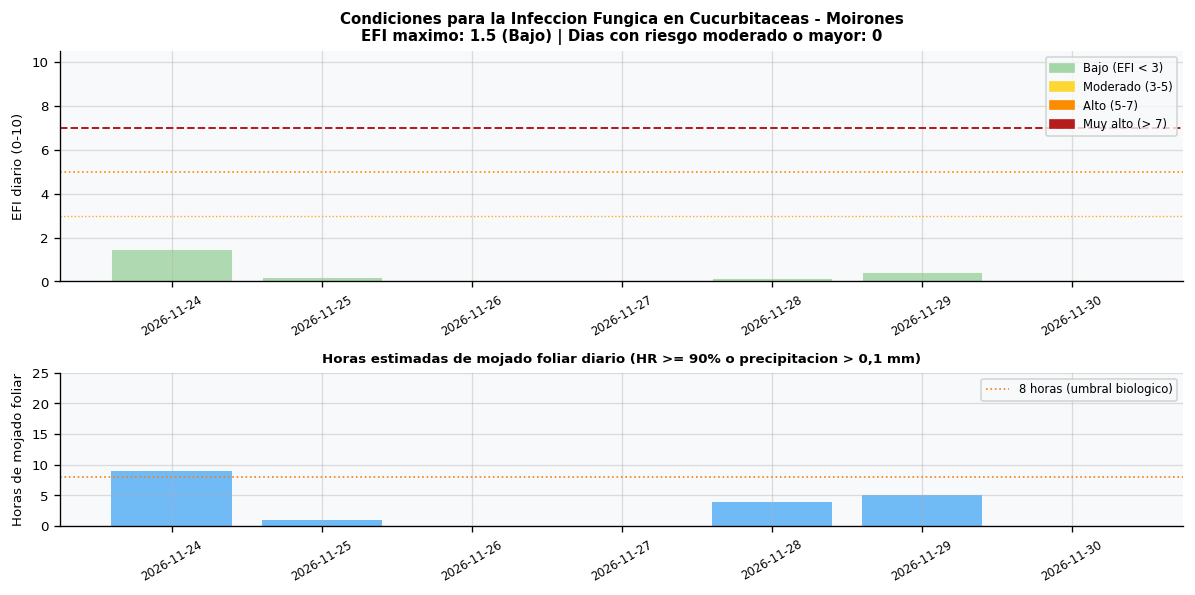 Condiciones para la Infeccion Fungica en Cucurbitaceas - Moirones
EFI maximo: 1.5 (Bajo) | Dias con riesgo moderado o mayor: 0
EFI diario (0-10)
10
8
6
4
2
0
Bajo (EFI < 3)
Moderado (3-5)
Alto (5-7)
Muy alto (> 7)
2026-11-24
2026-11-25
2026-11-26
2026-11-27
2026-11-28
2026-11-29
2026-11-30
Horas estimadas de mojado foliar diario (HR >= 90% o precipitacion > 0,1 mm)
Horas de mojado foliar
25
20
15
10
5
0
8 horas (umbral biologico)
2026-11-24
2026-11-25
2026-11-26
2026-11-27
2026-11-28
2026-11-29
2026-11-30